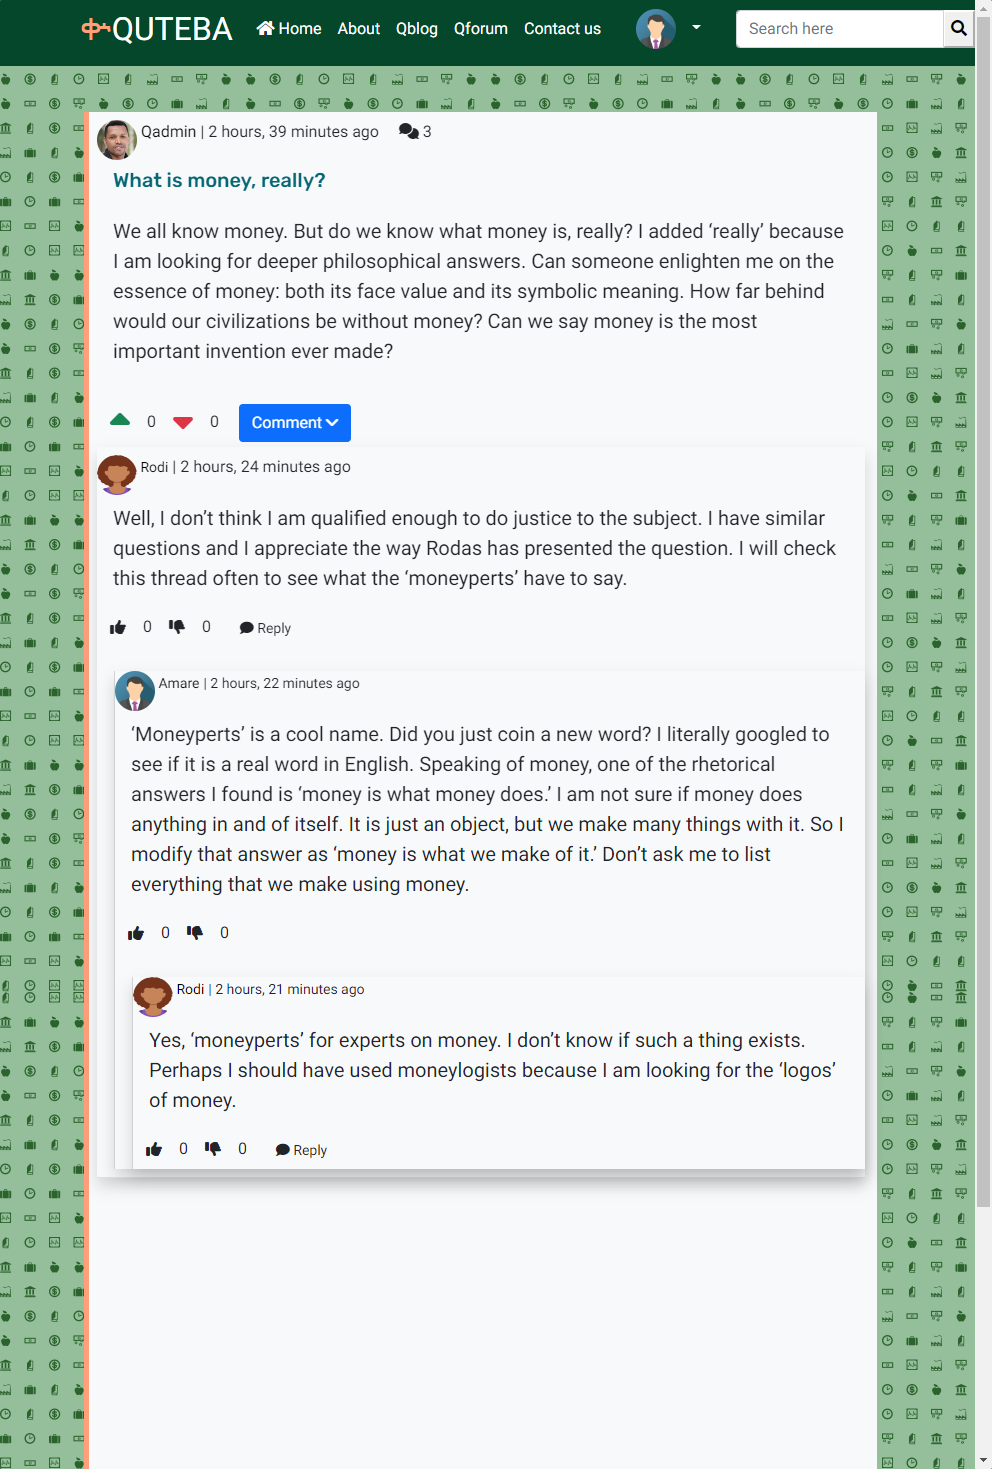 ቀ-QUTEBA Home About Qblog Qforum Contact us Search here
Qadmin | 2 hours, 39 minutes ago 3
What is money, really?
We all know money. But do we know what money is, really? I added ‘really’ because
I am looking for deeper philosophical answers. Can someone enlighten me on the
essence of money: both its face value and its symbolic meaning. How far behind
would our civilizations be without money? Can we say money is the most
important invention ever made?
0 0 Comment
Rodi | 2 hours, 24 minutes ago
Well, I don’t think I am qualified enough to do justice to the subject. I have similar
questions and I appreciate the way Rodas has presented the question. I will check
this thread often to see what the ‘moneyperts’ have to say.
0 0 Reply
Amare | 2 hours, 22 minutes ago
‘Moneyperts’ is a cool name. Did you just coin a new word? I literally googled to
see if it is a real word in English. Speaking of money, one of the rhetorical
answers I found is ‘money is what money does.’ I am not sure if money does
anything in and of itself. It is just an object, but we make many things with it. So I
modify that answer as ‘money is what we make of it.’ Don’t ask me to list
everything that we make using money.
0 0
Rodi | 2 hours, 21 minutes ago
Yes, ‘moneyperts’ for experts on money. I don’t know if such a thing exists.
Perhaps I should have used moneylogists because I am looking for the ‘logos’
of money.
0 0 Reply